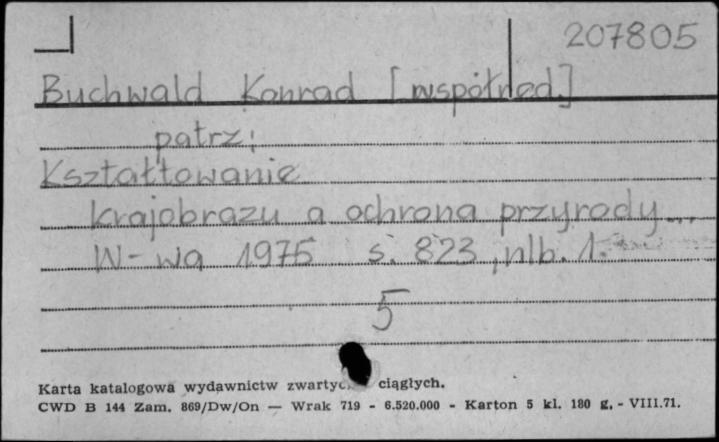 207805
Buchwald Konrad [współred.]
patrz:
Kształtowanie
krajobrazu a ochrona przyrody...
W-wa 1975 s. 823, nlb. 1.
5
Karta katalogowa wydawnictw ciągłych.
CWD B 144 Zam. 869/Dw/On — Wrak 719 - 6.520.000 - Karton 5 kl. 180 g. - VIII.71.